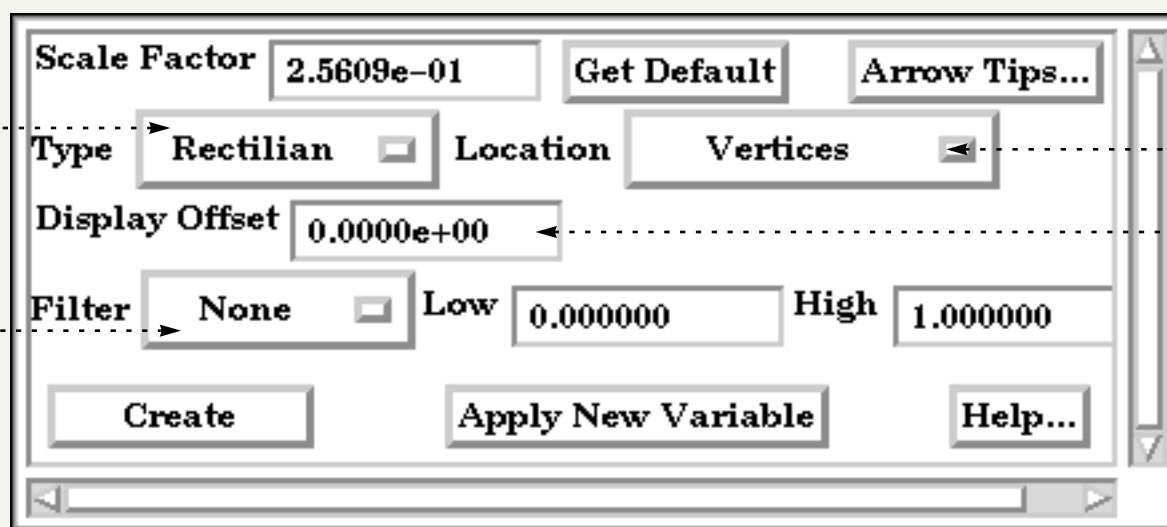 Scale Factor 2.5609e-01 Get Default Arrow Tips...
Type Rectilian Location Vertices
Display Offset 0.0000e+00
Filter None Low 0.000000 High 1.000000
Create Apply New Variable Help...